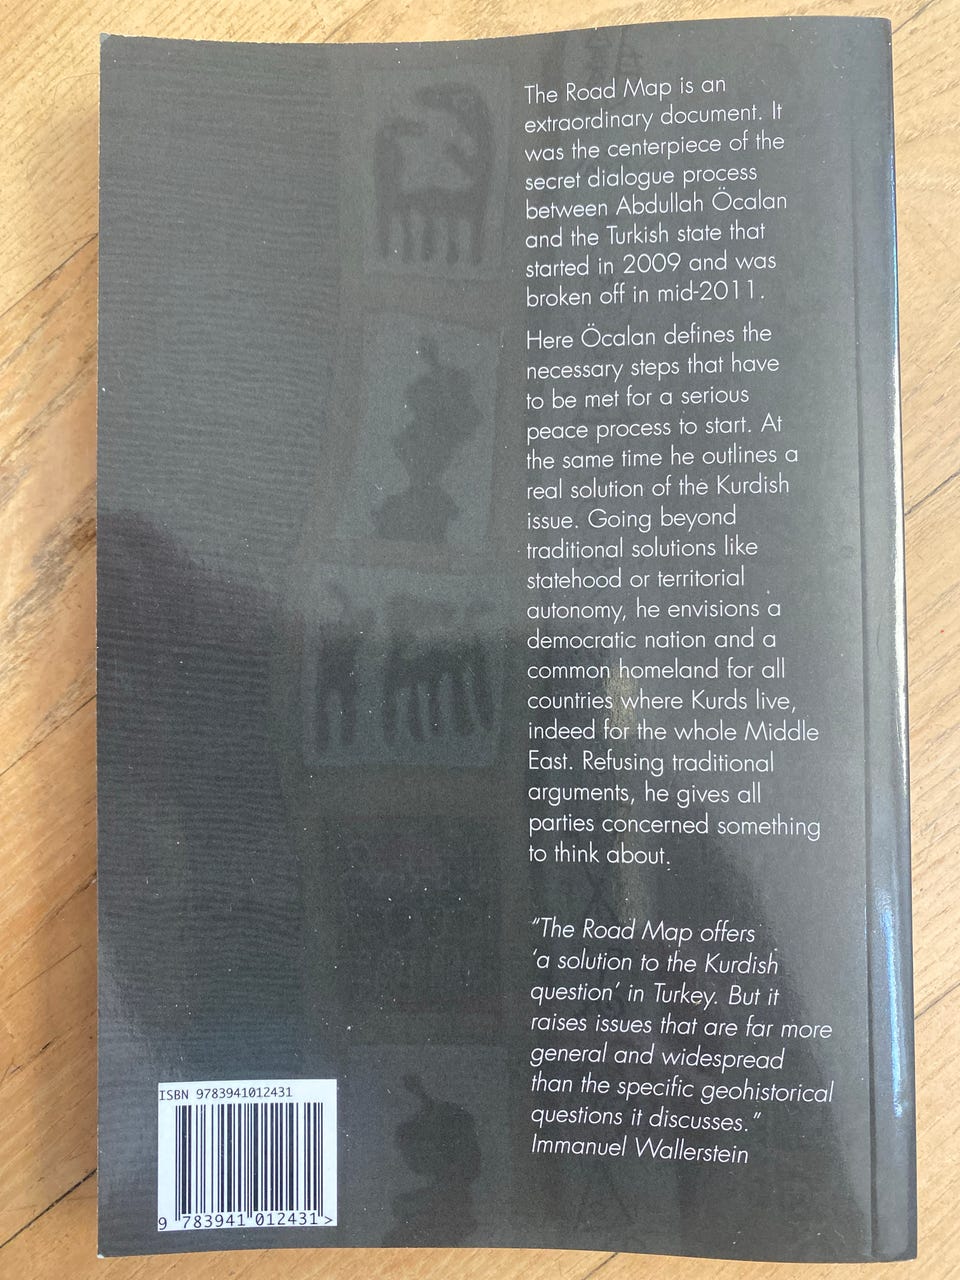 The Road Map is an
extraordinary document. It
was the centerpiece of the
secret dialogue process
between Abdullah Öcalan
and the Turkish state that
started in 2009 and was
broken off in mid-2011.
Here Öcalan defines the
necessary steps that have
to be met for a serious
peace process to start. At
the same time he outlines a
real solution of the Kurdish
issue. Going beyond
traditional solutions like
statehood or territorial
autonomy, he envisions a
democratic nation and a
common homeland for all
countries where Kurds live,
indeed for the whole Middle
East. Refusing traditional
arguments, he gives all
parties concerned something
to think about.
“The Road Map offers
‘a solution to the Kurdish
question’ in Turkey. But it
raises issues that are far more
general and widespread
than the specific geohistorical
questions it discusses.”
Immanuel Wallerstein
ISBN 9783941012431
9 783941 012431 >